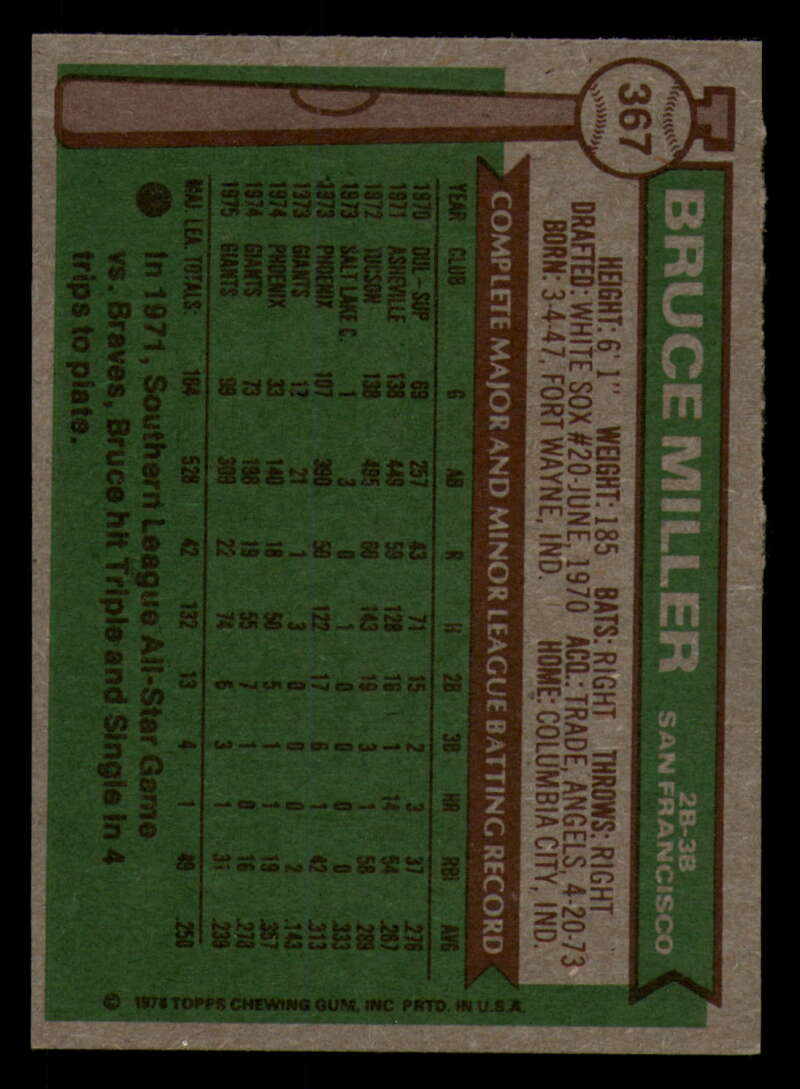 367
BRUCE MILLER 2B-3B SAN FRANCISCO
HEIGHT: 6'1" WEIGHT: 185 BATS: RIGHT THROWS: RIGHT
DRAFTED: WHITE SOX #20-JUNE, 1970 ACQ.: TRADE, ANGELS, 4-20-73
BORN: 3-4-47, FORT WAYNE, IND. HOME: COLUMBIA CITY, IND.
COMPLETE MAJOR AND MINOR LEAGUE BATTING RECORD
YEAR CLUB G AB R H 2B 3B HR RBI AVG
1970 DUL-SUP 69 257 43 71 15 2 3 37 .276
1971 ASHEVILLE 138 446 59 128 16 1 14 54 .287
1972 TUCSON 138 495 60 143 19 3 1 58 .289
1973 SALT LAKE C. 1 3 0 1 0 0 0 0 .333
1973 PHOENIX 107 390 50 122 17 6 1 42 .313
1973 GIANTS 12 21 1 3 0 0 0 2 .143
1974 PHOENIX 33 140 18 50 5 1 1 19 .357
1974 GIANTS 73 198 19 55 7 1 0 16 .278
1975 GIANTS 99 309 22 74 6 3 1 31 .239
MAJ. LEA. TOTALS: 184 528 42 132 13 4 1 49 .250
In 1971, Southern League All-Star Game
vs. Braves, Bruce hit Triple and Single in 4
trips to plate.
© 1976 TOPPS CHEWING GUM, INC PRTD. IN U.S.A.